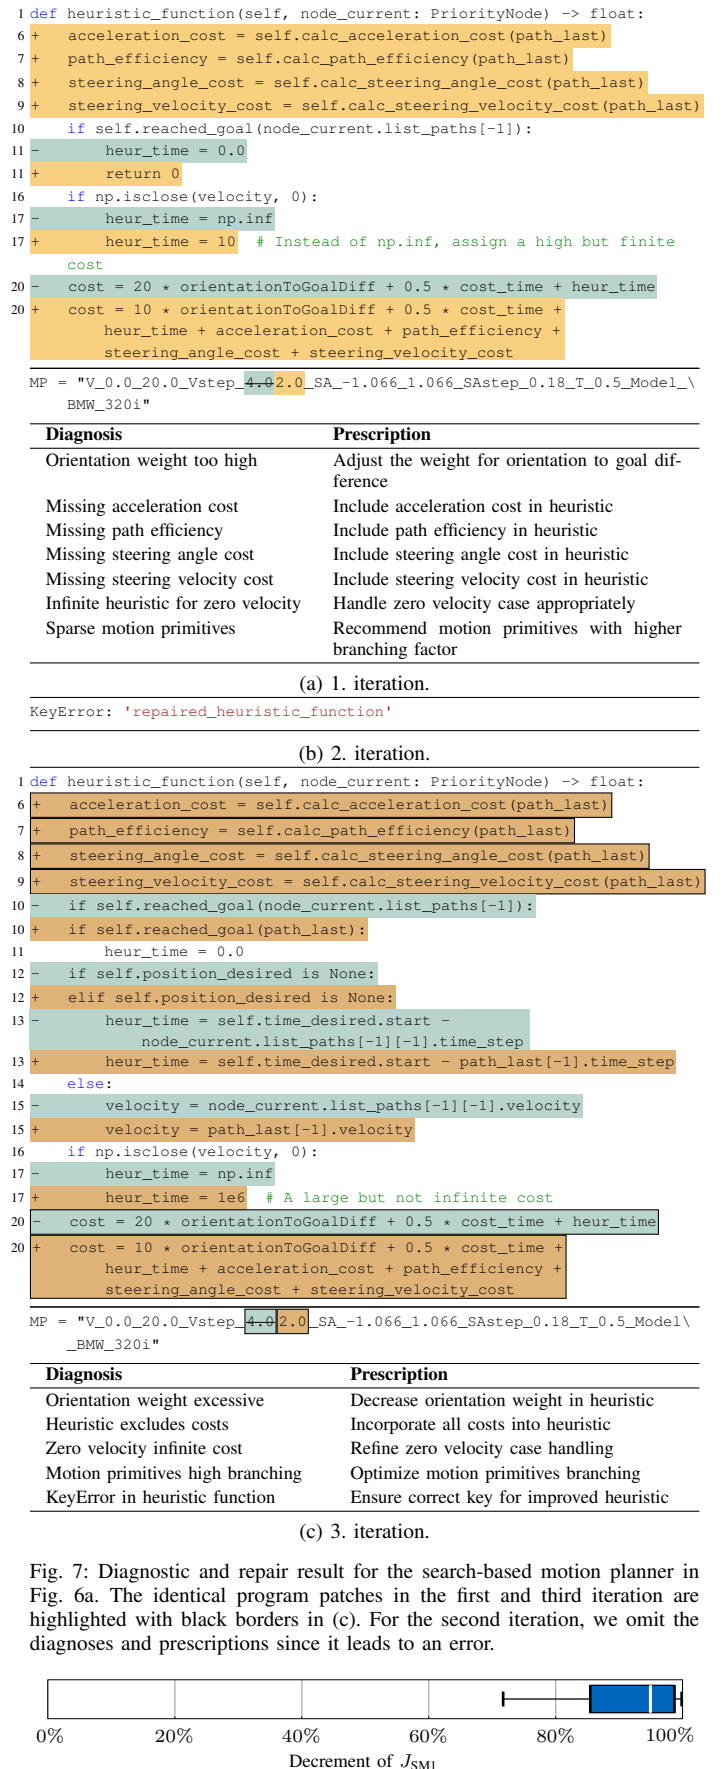 1 def heuristic_function(self, node_current: PriorityNode) -> float:
6 + acceleration_cost = self.calc_acceleration_cost(path_last)
7 + path_efficiency = self.calc_path_efficiency(path_last)
8 + steering_angle_cost = self.calc_steering_angle_cost(path_last)
9 + steering_velocity_cost = self.calc_steering_velocity_cost(path_last)
10 if self.reached_goal(node_current.list_paths[-1]):
11 - heur_time = 0.0
11 + return 0
16 if np.isclose(velocity, 0):
17 - heur_time = np.inf
17 + heur_time = 10 # Instead of np.inf, assign a high but finite
cost
20 - cost = 20 * orientationToGoalDiff + 0.5 * cost_time + heur_time
20 + cost = 10 * orientationToGoalDiff + 0.5 * cost_time +
heur_time + acceleration_cost + path_efficiency +
steering_angle_cost + steering_velocity_cost
MP = "V_0.0_20.0_Vstep_4.02.0_SA_-1.066_1.066_SAstep_0.18_T_0.5_Model_\
BMW_320i"
Diagnosis Prescription
Orientation weight too high Adjust the weight for orientation to goal dif-
ference
Missing acceleration cost Include acceleration cost in heuristic
Missing path efficiency Include path efficiency in heuristic
Missing steering angle cost Include steering angle cost in heuristic
Missing steering velocity cost Include steering velocity cost in heuristic
Infinite heuristic for zero velocity Handle zero velocity case appropriately
Sparse motion primitives Recommend motion primitives with higher
branching factor
(a) 1. iteration.
KeyError: 'repaired_heuristic_function'
(b) 2. iteration.
1 def heuristic_function(self, node_current: PriorityNode) -> float:
6 + acceleration_cost = self.calc_acceleration_cost(path_last)
7 + path_efficiency = self.calc_path_efficiency(path_last)
8 + steering_angle_cost = self.calc_steering_angle_cost(path_last)
9 + steering_velocity_cost = self.calc_steering_velocity_cost(path_last)
10 - if self.reached_goal(node_current.list_paths[-1]):
10 + if self.reached_goal(path_last):
11 heur_time = 0.0
12 - if self.position_desired is None:
12 + elif self.position_desired is None:
13 - heur_time = self.time_desired.start -
node_current.list_paths[-1][-1].time_step
13 + heur_time = self.time_desired.start - path_last[-1].time_step
14 else:
15 - velocity = node_current.list_paths[-1][-1].velocity
15 + velocity = path_last[-1].velocity
16 if np.isclose(velocity, 0):
17 - heur_time = np.inf
17 + heur_time = 1e6 # A large but not infinite cost
20 - cost = 20 * orientationToGoalDiff + 0.5 * cost_time + heur_time
20 + cost = 10 * orientationToGoalDiff + 0.5 * cost_time +
heur_time + acceleration_cost + path_efficiency +
steering_angle_cost + steering_velocity_cost
MP = "V_0.0_20.0_Vstep_4.02.0_SA_-1.066_1.066_SAstep_0.18_T_0.5_Model\
_BMW_320i"
Diagnosis Prescription
Orientation weight excessive Decrease orientation weight in heuristic
Heuristic excludes costs Incorporate all costs into heuristic
Zero velocity infinite cost Refine zero velocity case handling
Motion primitives high branching Optimize motion primitives branching
KeyError in heuristic function Ensure correct key for improved heuristic
(c) 3. iteration.
Fig. 7: Diagnostic and repair result for the search-based motion planner in
Fig. 6a. The identical program patches in the first and third iteration are
highlighted with black borders in (c). For the second iteration, we omit the
diagnoses and prescriptions since it leads to an error.
0% 20% 40% 60% 80% 100%
Decrement of J_SM1